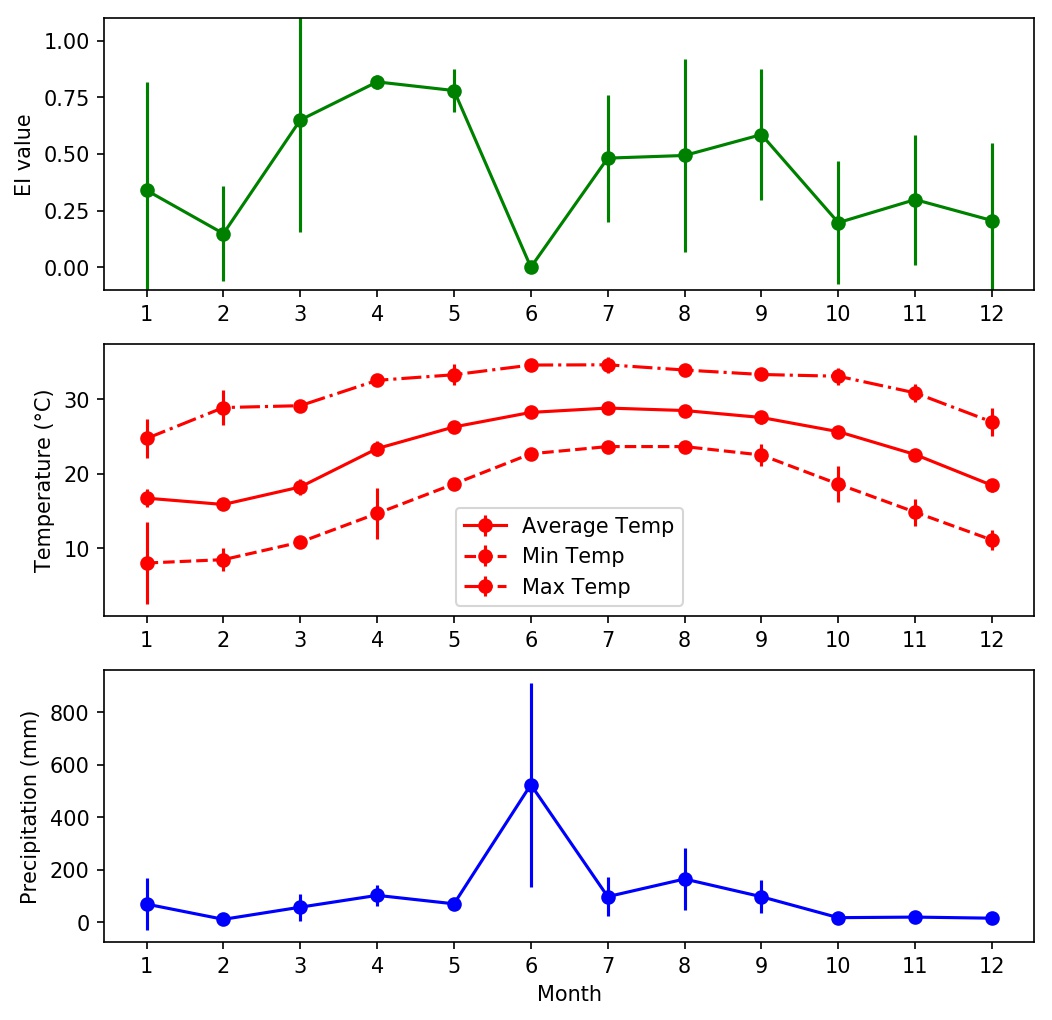 EI value
1.00
0.75
0.50
0.25
0.00
1 2 3 4 5 6 7 8 9 10 11 12
Temperature (°C)
30
20
10
Average Temp
Min Temp
Max Temp
1 2 3 4 5 6 7 8 9 10 11 12
Precipitation (mm)
800
600
400
200
0
1 2 3 4 5 6 7 8 9 10 11 12
Month